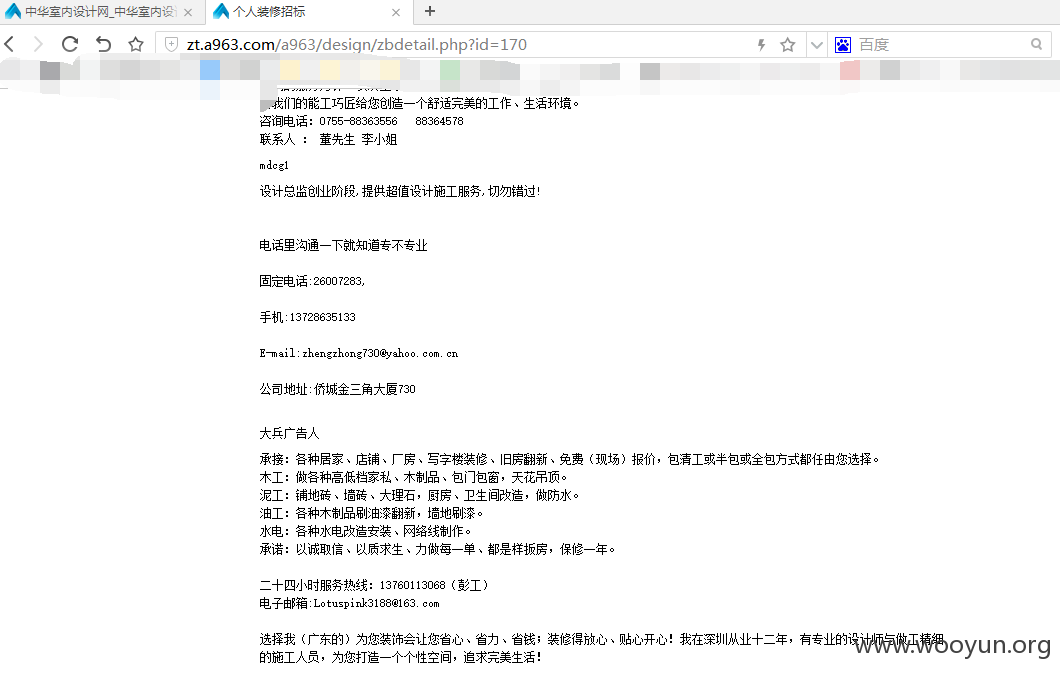 中华室内设计网_中华室内设计
个人装修招标
zt.a963.com/a963/design/zbdetail.php?id=170
百度
我们的能工巧匠给您创造一个舒适完美的工作、生活环境。
咨询电话：0755-88363556 88364578
联系人 ： 董先生 李小姐
mdcg1
设计总监创业阶段,提供超值设计施工服务,切勿错过!
电话里沟通一下就知道专不专业
固定电话:26007283,
手机:13728635133
E-mail:zhengzhong730@yahoo.com.cn
公司地址:侨城金三角大厦730
大兵广告人
承接：各种居家、店铺、厂房、写字楼装修、旧房翻新、免费（现场）报价，包清工或半包或全包方式都任由您选择。
木工：做各种高低档家私、木制品、包门包窗，天花吊顶。
泥工：铺地砖、墙砖、大理石，厨房、卫生间改造，做防水。
油工：各种木制品刷油漆翻新，墙地刷漆。
水电：各种水电改造安装、网络线制作。
承诺：以诚取信、以质求生、力做每一单、都是样扳房，保修一年。
二十四小时服务热线：13760113068（彭工）
电子邮箱:Lotuspink3188@163.com
选择我（广东的）为您装饰会让您省心、省力、省钱；装修得放心、贴心开心！我在深圳从业十二年，有专业的设计师与做工精细
的施工人员，为您打造一个个性空间，追求完美生活！
www.wooyun.org